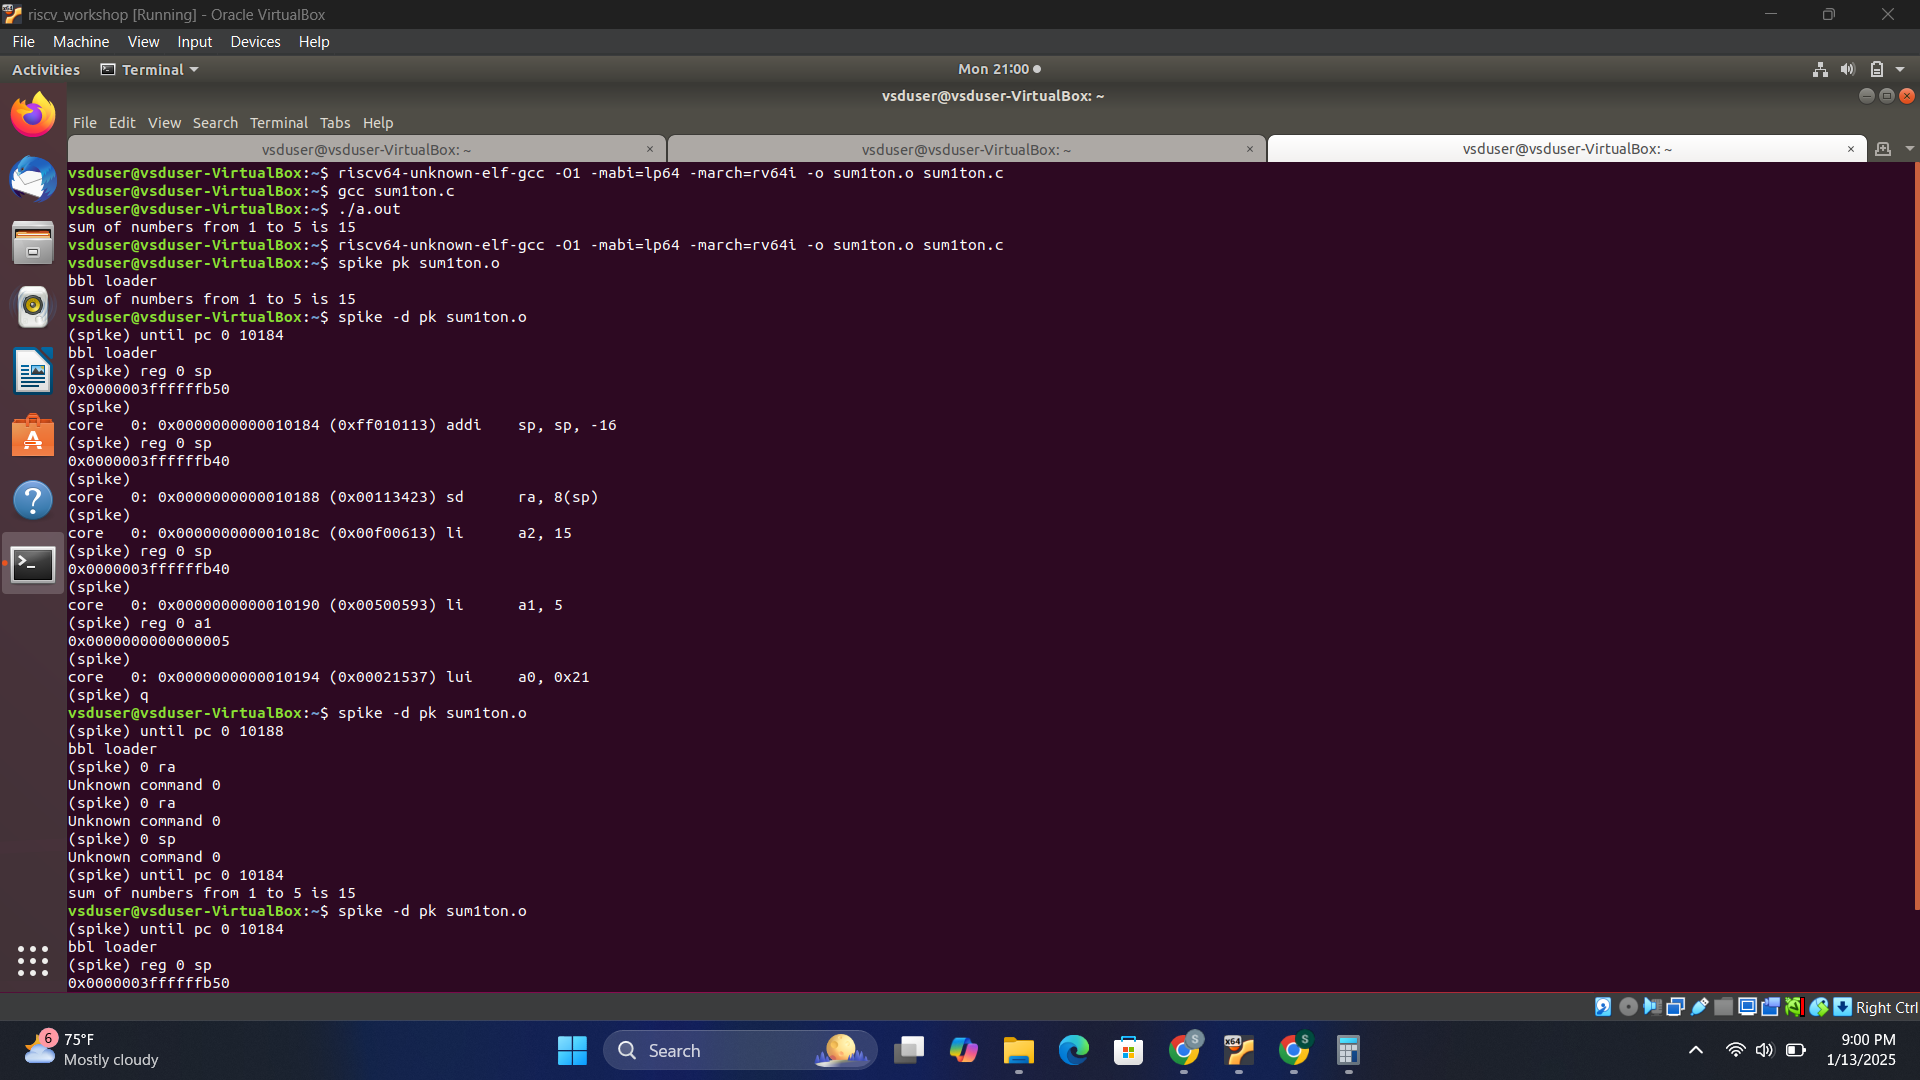 riscv_workshop [Running] - Oracle VirtualBox
File Machine View Input Devices Help
Activities Terminal Mon 21:00
vsduser@vsduser-VirtualBox: ~
File Edit View Search Terminal Tabs Help
vsduser@vsduser-VirtualBox: ~ × vsduser@vsduser-VirtualBox: ~ × vsduser@vsduser-VirtualBox: ~ ×
vsduser@vsduser-VirtualBox:~$ riscv64-unknown-elf-gcc -O1 -mabi=lp64 -march=rv64i -o sum1ton.o sum1ton.c
vsduser@vsduser-VirtualBox:~$ gcc sum1ton.c
vsduser@vsduser-VirtualBox:~$ ./a.out
sum of numbers from 1 to 5 is 15
vsduser@vsduser-VirtualBox:~$ riscv64-unknown-elf-gcc -O1 -mabi=lp64 -march=rv64i -o sum1ton.o sum1ton.c
vsduser@vsduser-VirtualBox:~$ spike pk sum1ton.o
bbl loader
sum of numbers from 1 to 5 is 15
vsduser@vsduser-VirtualBox:~$ spike -d pk sum1ton.o
(spike) until pc 0 10184
bbl loader
(spike) reg 0 sp
0x0000003ffffffb50
(spike)
core   0: 0x0000000000010184 (0xff010113) addi    sp, sp, -16
(spike) reg 0 sp
0x0000003ffffffb40
(spike)
core   0: 0x0000000000010188 (0x00113423) sd      ra, 8(sp)
(spike)
core   0: 0x000000000001018c (0x00f00613) li      a2, 15
(spike) reg 0 sp
0x0000003ffffffb40
(spike)
core   0: 0x0000000000010190 (0x00500593) li      a1, 5
(spike) reg 0 a1
0x0000000000000005
(spike)
core   0: 0x0000000000010194 (0x00021537) lui     a0, 0x21
(spike) q
vsduser@vsduser-VirtualBox:~$ spike -d pk sum1ton.o
(spike) until pc 0 10188
bbl loader
(spike) 0 ra
Unknown command 0
(spike) 0 ra
Unknown command 0
(spike) 0 sp
Unknown command 0
(spike) until pc 0 10184
sum of numbers from 1 to 5 is 15
vsduser@vsduser-VirtualBox:~$ spike -d pk sum1ton.o
(spike) until pc 0 10184
bbl loader
(spike) reg 0 sp
0x0000003ffffffb50
Right Ctrl
6 75°F
Mostly cloudy
Search
9:00 PM
1/13/2025